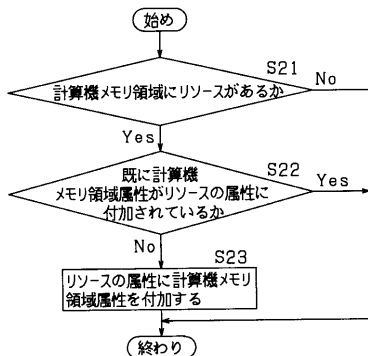 始め
S21
計算機メモリ領域にリソースがあるか
No
Yes
既に計算機
メモリ領域属性がリソースの属性に
付加されているか
S22
Yes
No
S23
リソースの属性に計算機メモリ
領域属性を付加する
終わり